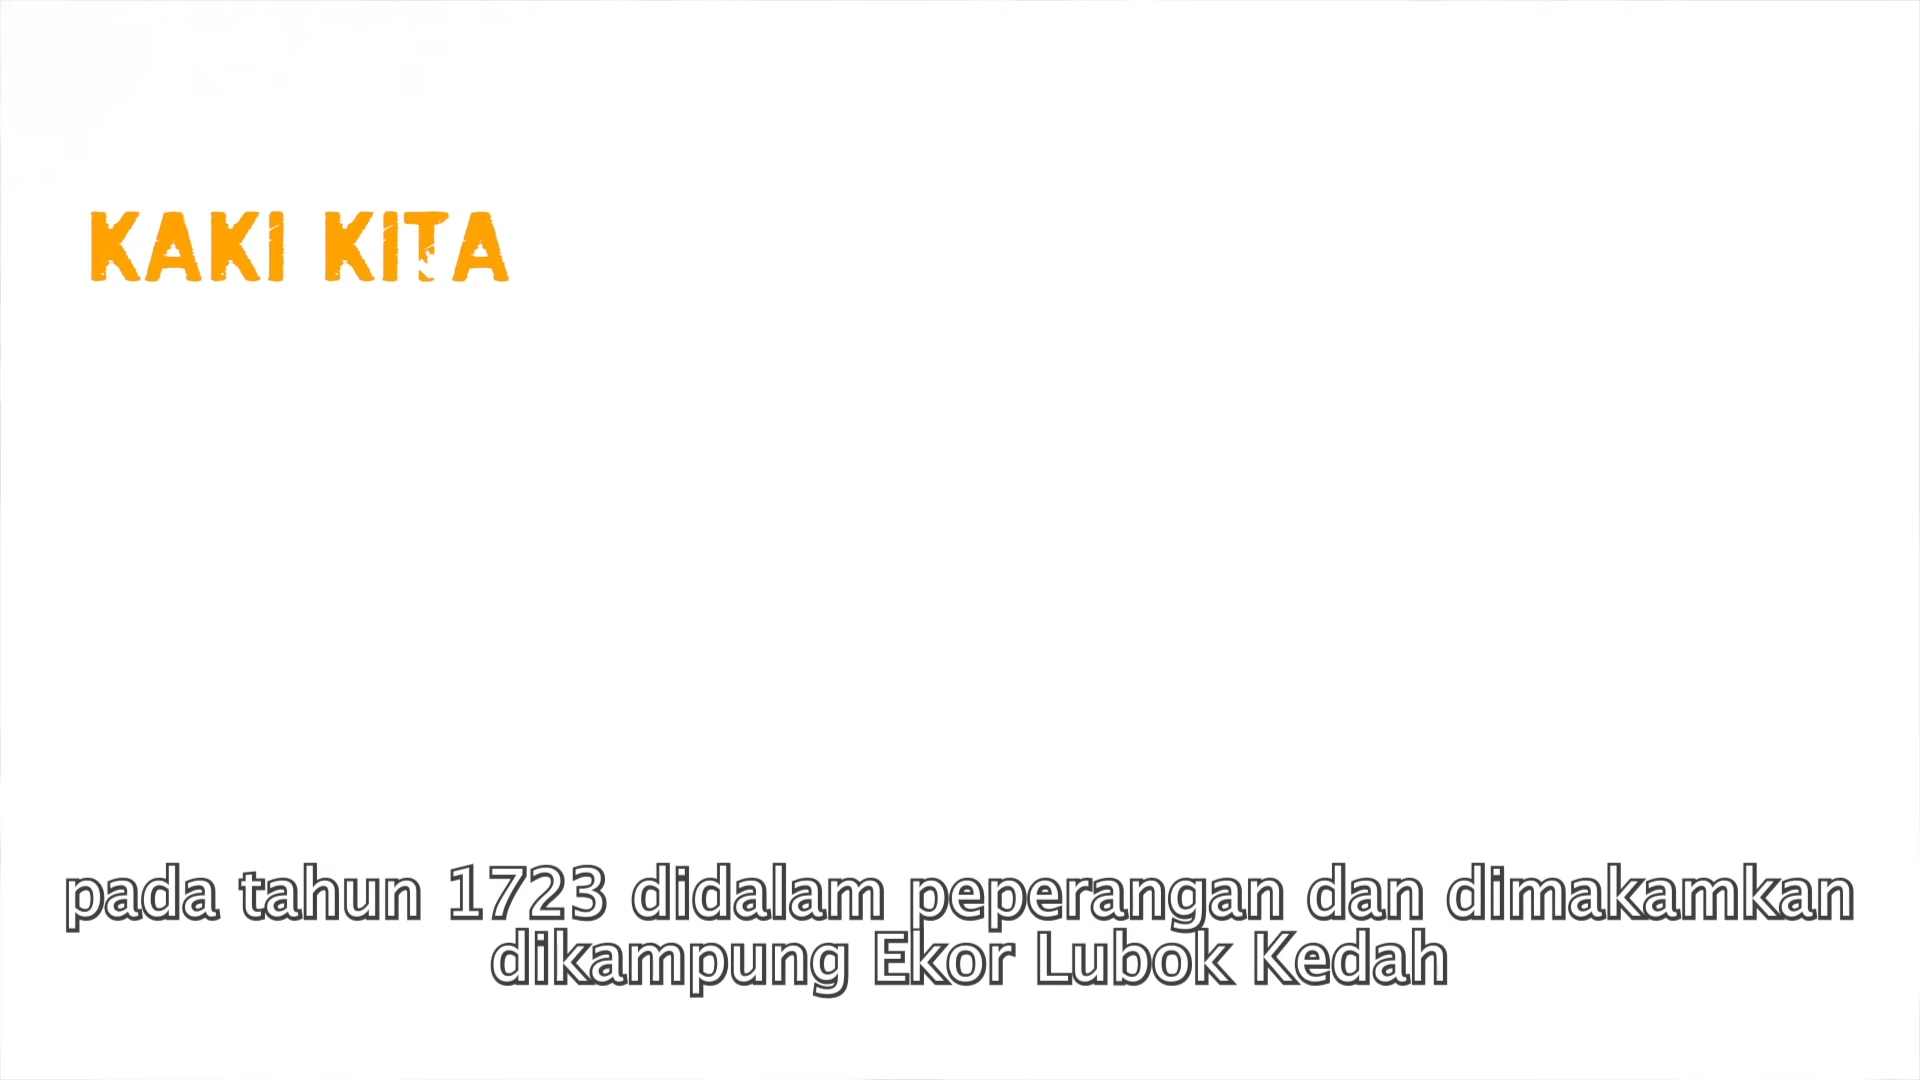 KAKI KITA
pada tahun 1723 didalam peperangan dan dimakamkan
dikampung Ekor Lubok Kedah